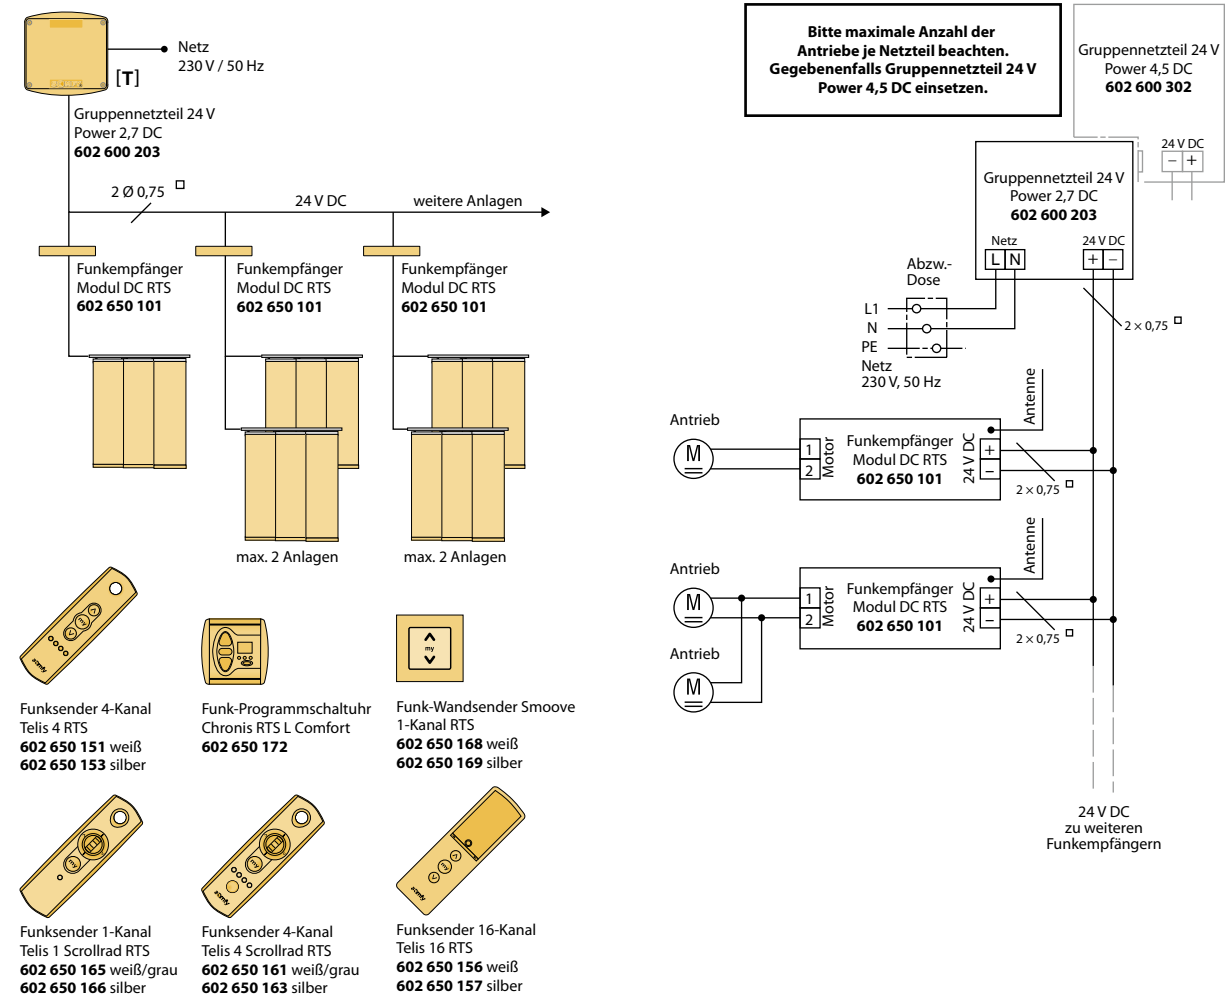 Netz
230 V / 50 Hz
[T]
Gruppennetzteil 24 V
Power 2,7 DC
602 600 203
2 Ø 0,75
24 V DC
weitere Anlagen
Funkempfänger
Modul DC RTS
602 650 101
Funkempfänger
Modul DC RTS
602 650 101
Funkempfänger
Modul DC RTS
602 650 101
max. 2 Anlagen
max. 2 Anlagen
my
somfy
Funksender 4-Kanal
Telis 4 RTS
602 650 151 weiß
602 650 153 silber
Funk-Programmschaltuhr
Chronis RTS L Comfort
602 650 172
my
Funk-Wandsender Smoove
1-Kanal RTS
602 650 168 weiß
602 650 169 silber
my
Funksender 1-Kanal
Telis 1 Scrollrad RTS
602 650 165 weiß/grau
602 650 166 silber
my
somfy
Funksender 4-Kanal
Telis 4 Scrollrad RTS
602 650 161 weiß/grau
602 650 163 silber
my
somfy
Funksender 16-Kanal
Telis 16 RTS
602 650 156 weiß
602 650 157 silber
Bitte maximale Anzahl der
Antriebe je Netzteil beachten.
Gegebenenfalls Gruppennetzteil 24 V
Power 4,5 DC einsetzen.
Gruppennetzteil 24 V
Power 4,5 DC
602 600 302
24 V DC
− +
Gruppennetzteil 24 V
Power 2,7 DC
602 600 203
Netz
L N
24 V DC
+ −
Abzw.-
Dose
L1
N
PE
Netz
230 V, 50 Hz
2 × 0,75
Antenne
Antrieb
M
1
2
Motor
Funkempfänger
Modul DC RTS
602 650 101
24 V DC
+
−
2 × 0,75
Antenne
Antrieb
M
1
2
Motor
Funkempfänger
Modul DC RTS
602 650 101
24 V DC
+
−
2 × 0,75
Antrieb
M
24 V DC
zu weiteren
Funkempfängern